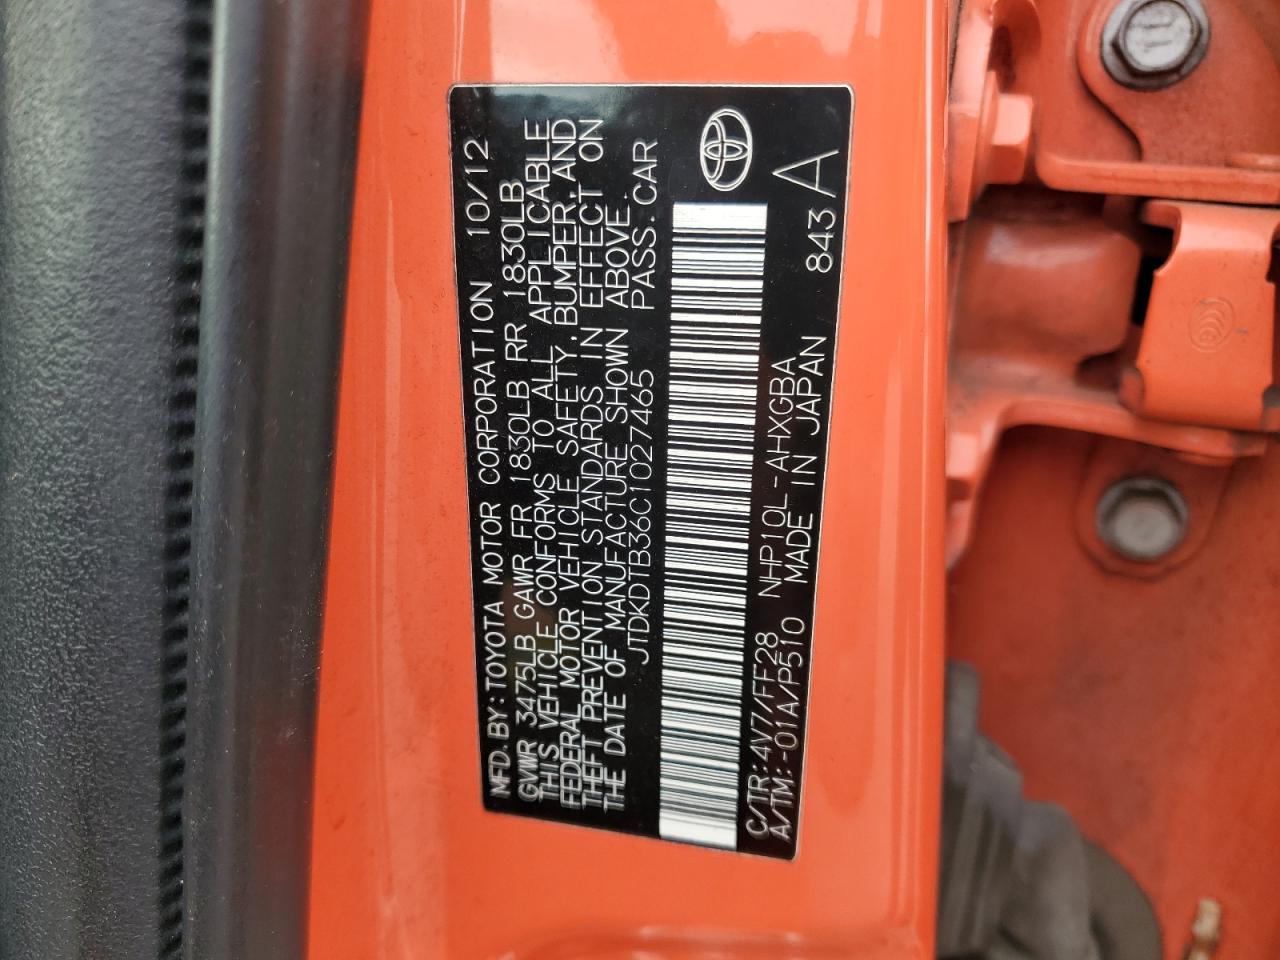 MFD. BY: TOYOTA MOTOR CORPORATION 10/12
GVWR 3475LB GAWR FR 1830LB RR 1830LB
THIS VEHICLE CONFORMS TO ALL APPLICABLE
FEDERAL MOTOR VEHICLE SAFETY, BUMPER, AND
THEFT PREVENTION STANDARDS IN EFFECT ON
THE DATE OF MANUFACTURE SHOWN ABOVE.
JTDKDTB36C1027465 PASS. CAR
C/TR: 4V7/FF28 NHP10L-AHXGBA
A/TM: -01A/P510 MADE IN JAPAN 843 A